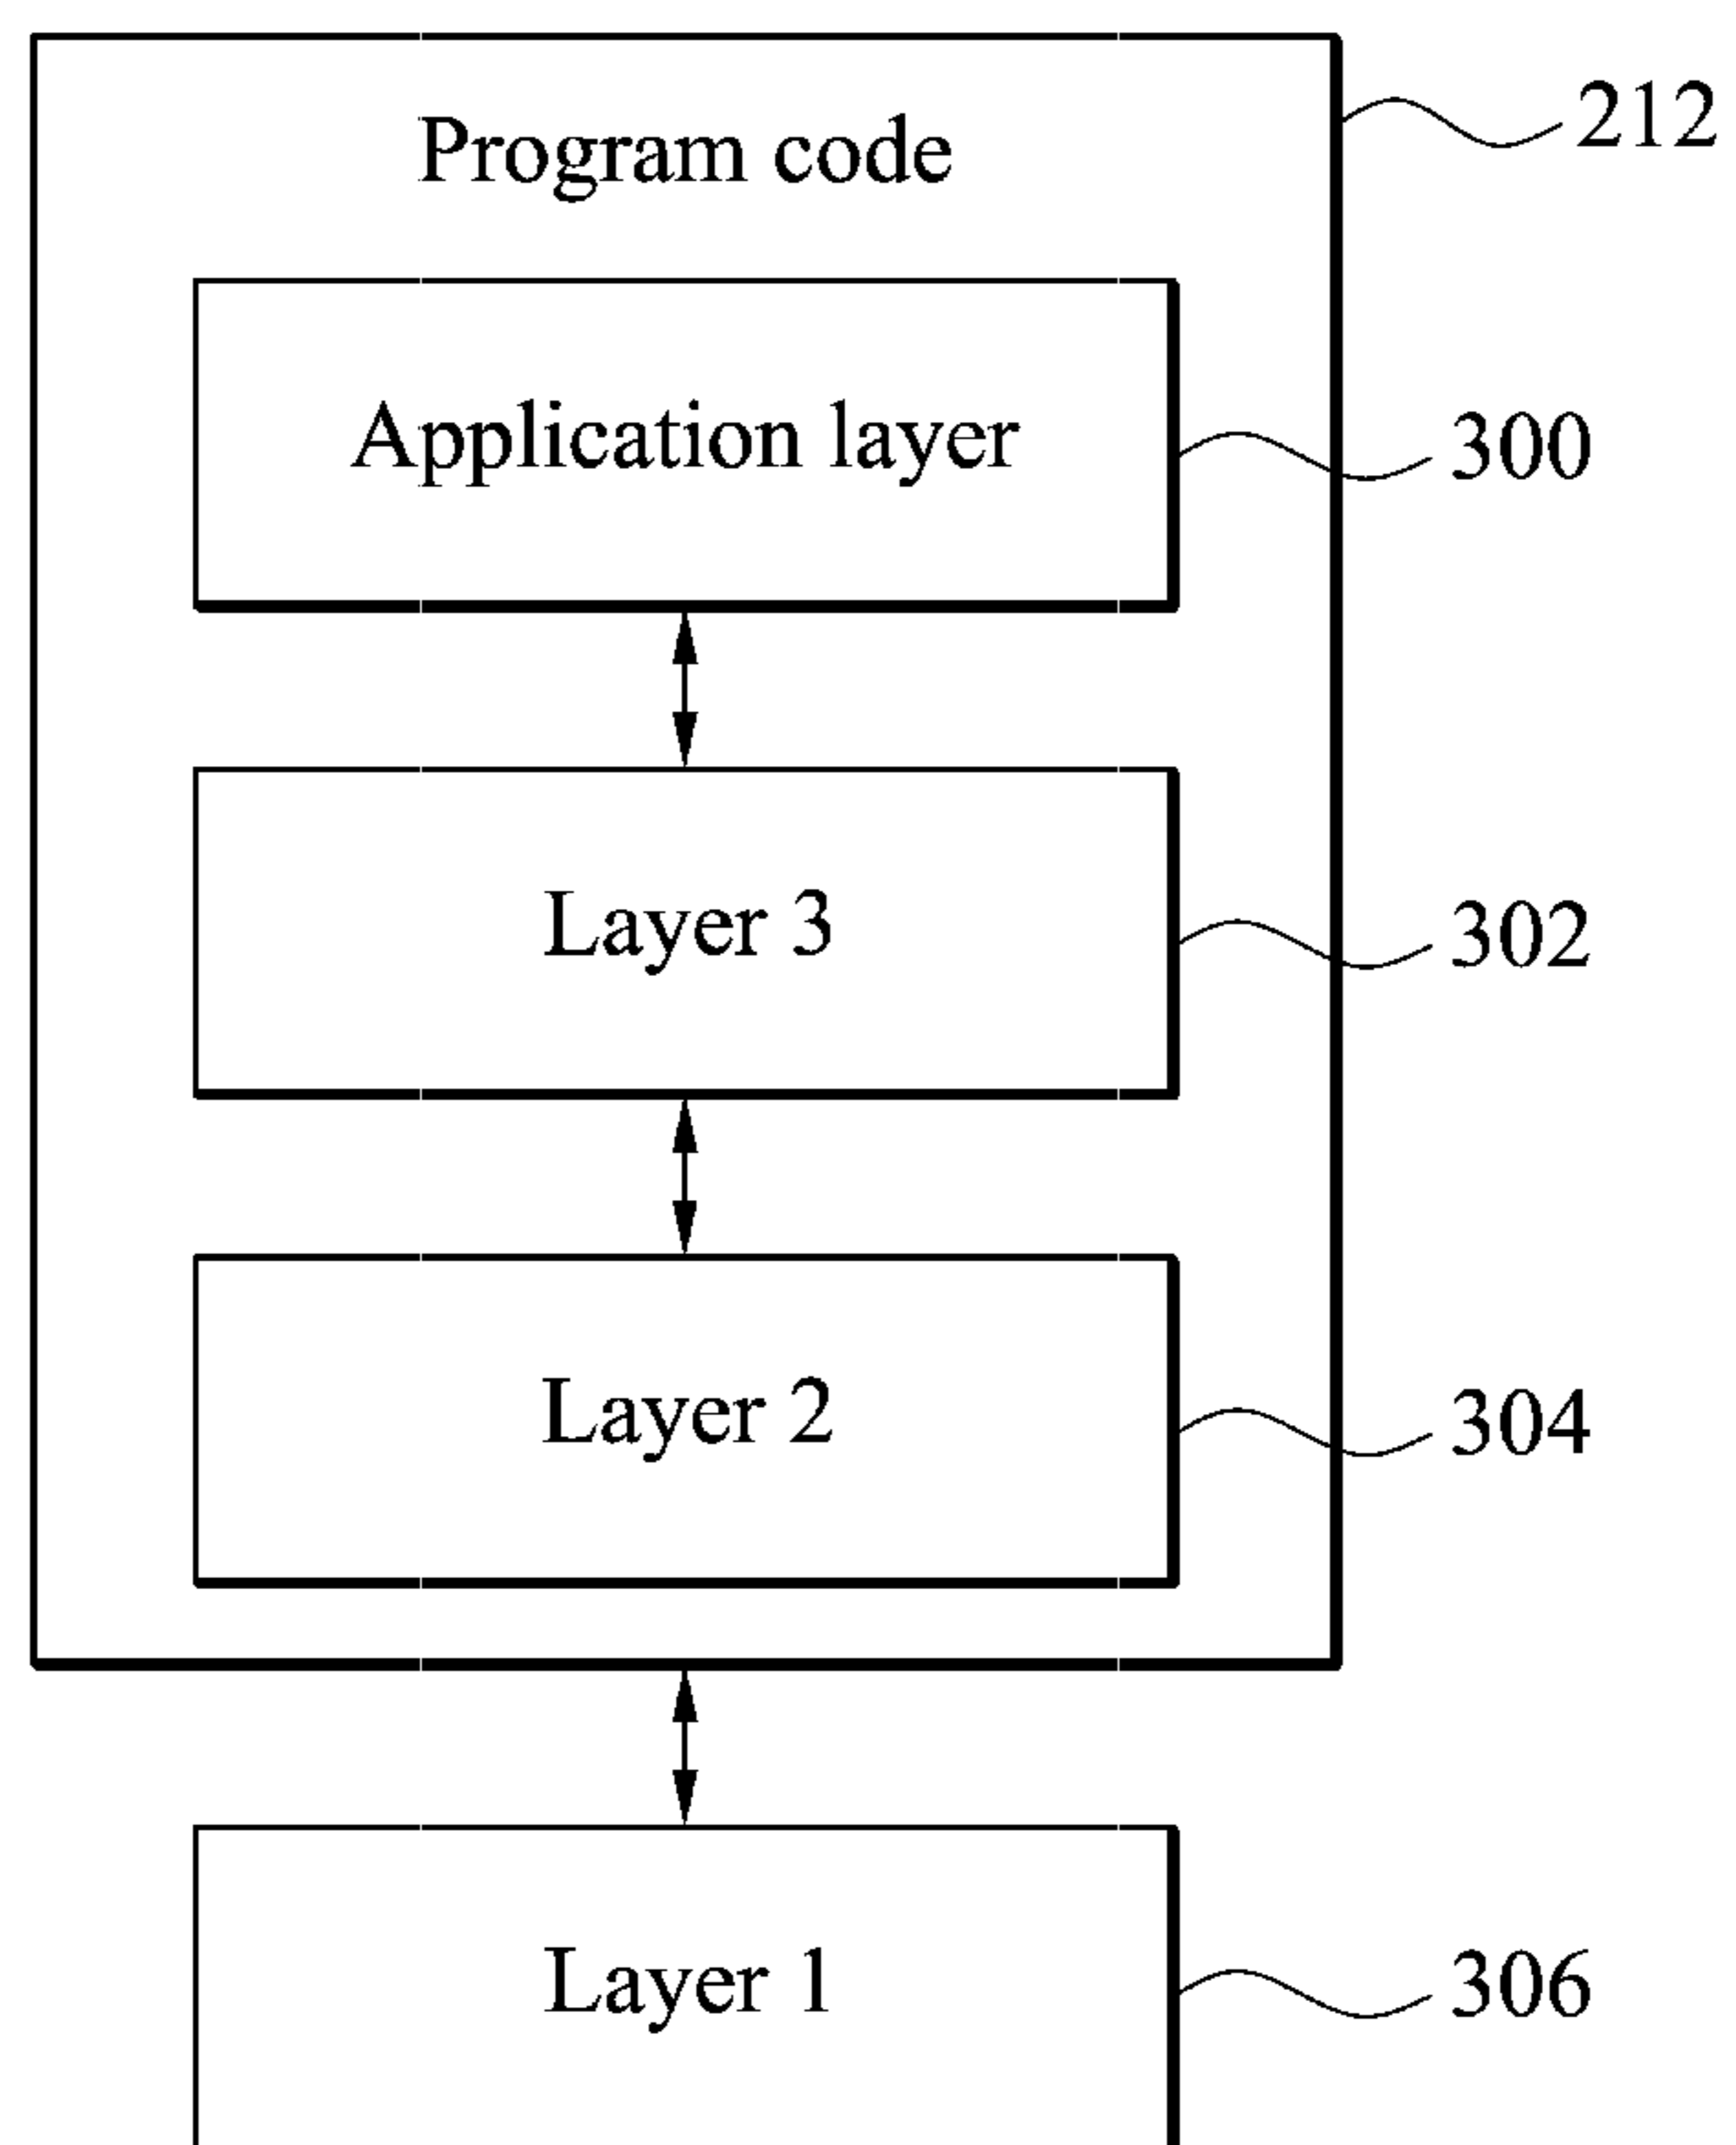 Program code
212
Application layer
300
Layer 3
302
Layer 2
304
Layer 1
306